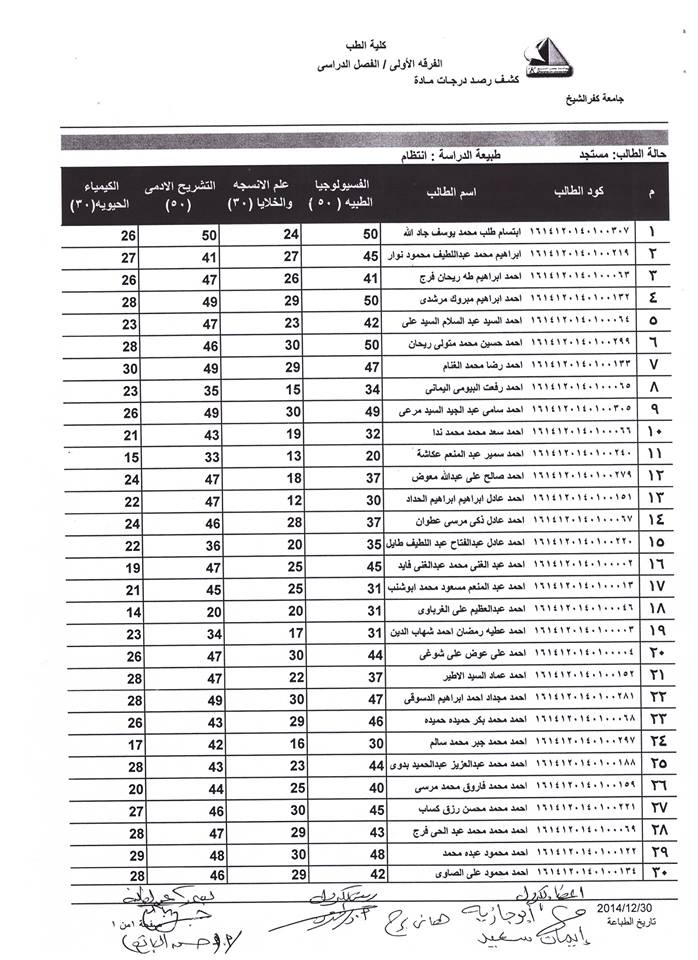 كلية الطب
الفرقه الأولى / الفصل الدراسى
كشف رصد درجات مادة
جامعة كفرالشيخ
حالة الطالب: مستجد طبيعة الدراسة : انتظام
م كود الطالب اسم الطالب الفسيولوجيا الطبيه ( ٥٠ ) علم الانسجه والخلايا (٣٠) التشريح الادمى (٥٠) الكيمياء الحيويه(٣٠)
١ ١٦١٤١٢٠١٤٠١٠٠٣٠٧ ابتسام طلب محمد يوسف جاد الله 50 24 50 26
٢ ١٦١٤١٢٠١٤٠١٠٠٢١٩ ابراهيم محمد عبداللطيف محمود نوار 45 27 41 27
٣ ١٦١٤١٢٠١٤٠١٠٠٠٦٣ احمد ابراهيم طه ريحان فرج 41 26 47 26
٤ ١٦١٤١٢٠١٤٠١٠٠١٣٢ احمد ابراهيم مبروك مرشدى 50 29 49 28
٥ ١٦١٤١٢٠١٤٠١٠٠٠٦٤ احمد السيد عبد السلام السيد على 42 23 47 23
٦ ١٦١٤١٢٠١٤٠١٠٠٢٩٩ احمد حسين محمد متولى ريحان 50 30 46 28
٧ ١٦١٤١٢٠١٤٠١٠٠١٣٣ احمد رضا محمد الغنام 47 29 49 30
٨ ١٦١٤١٢٠١٤٠١٠٠٠٦٥ احمد رفعت البيومى اليمانى 34 15 35 23
٩ ١٦١٤١٢٠١٤٠١٠٠٣٠٥ احمد سامى عبد الجيد السيد مرعى 49 30 49 26
١٠ ١٦١٤١٢٠١٤٠١٠٠٠٦٦ احمد سعد محمد محمد ندا 32 19 43 21
١١ ١٦١٤١٢٠١٤٠١٠٠٢٤٠ احمد سمير عبد المنعم عكاشة 20 13 33 15
١٢ ١٦١٤١٢٠١٤٠١٠٠٢٧٩ احمد صالح على عبدالله معوض 37 18 47 24
١٣ ١٦١٤١٢٠١٤٠١٠٠١٥١ احمد عادل ابراهيم ابراهيم الحداد 30 12 47 22
١٤ ١٦١٤١٢٠١٤٠١٠٠٠٦٧ احمد عادل ذكى مرسى عطوان 37 28 46 24
١٥ ١٦١٤١٢٠١٤٠١٠٠٢٢٠ احمد عادل عبدالفتاح عبد اللطيف طايل 35 20 36 22
١٦ ١٦١٤١٢٠١٤٠١٠٠٠٠٢ احمد عبد الغنى محمد عبدالغنى فايد 45 25 47 19
١٧ ١٦١٤١٢٠١٤٠١٠٠٠١٣ احمد عبد المنعم مسعود محمد ابوشنب 31 25 45 21
١٨ ١٦١٤١٢٠١٤٠١٠٠٠٤٦ احمد عبدالعظيم على الغرباوى 31 20 20 14
١٩ ١٦١٤١٢٠١٤٠١٠٠٠٠٣ احمد عطيه رمضان احمد شهاب الدين 31 17 34 23
٢٠ ١٦١٤١٢٠١٤٠١٠٠٠٠٤ احمد على عوض على شوغى 44 30 47 26
٢١ ١٦١٤١٢٠١٤٠١٠٠١٥٢ احمد عماد السيد الاطير 37 22 47 28
٢٢ ١٦١٤١٢٠١٤٠١٠٠٢٨١ احمد مجداد احمد ابراهيم الدسوقى 47 30 49 28
٢٣ ١٦١٤١٢٠١٤٠١٠٠٠٦٨ احمد محمد بكر حميده حميده 46 29 43 26
٢٤ ١٦١٤١٢٠١٤٠١٠٠٢٩٧ احمد محمد جبر محمد سالم 30 16 42 17
٢٥ ١٦١٤١٢٠١٤٠١٠٠١٨٨ احمد محمد عبدالعزيز عبدالحميد بدوى 44 23 43 28
٢٦ ١٦١٤١٢٠١٤٠١٠٠١٥٩ احمد محمد فاروق محمد مرسى 40 25 44 20
٢٧ ١٦١٤١٢٠١٤٠١٠٠٢٢١ احمد محمد محسن رزق كساب 45 30 46 27
٢٨ ١٦١٤١٢٠١٤٠١٠٠٠٦٩ احمد محمد محمد عبد الحى فرج 43 29 47 28
٢٩ ١٦١٤١٢٠١٤٠١٠٠١٢٢ احمد محمود عبده محمد 48 30 48 29
٣٠ ١٦١٤١٢٠١٤٠١٠٠١٣٤ احمد محمود على الصاوى 42 29 46 28
2014/12/30
تاريخ الطباعة صفحة ١من ١
إيمان سعيد